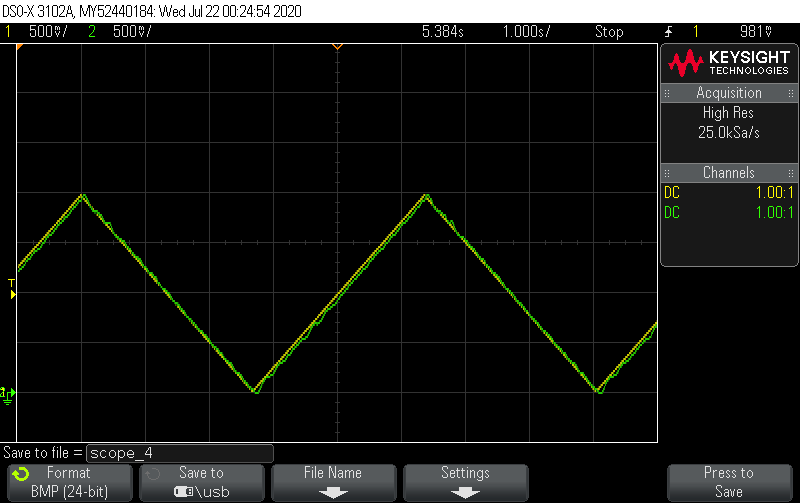 DSO-X 3102A, MY52440184: Wed Jul 22 00:24:54 2020
1 500mV/ 2 500mV/ 5.384s 1.000s/ Stop 1 981mV
KEYSIGHT
TECHNOLOGIES
Acquisition
High Res
25.0kSa/s
Channels
DC 1.00:1
DC 1.00:1
T
Save to file = scope_4
Format
BMP (24-bit)
Save to
\usb
File Name
Settings
Press to
Save